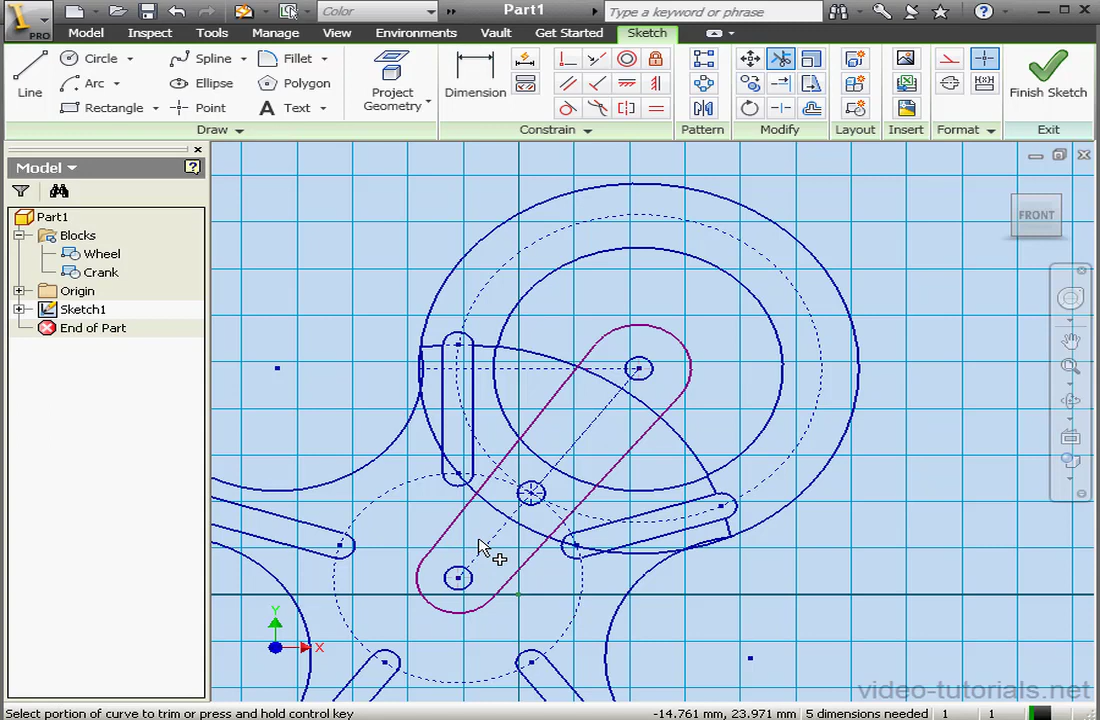 Color
Part1
Type a keyword or phrase
PRO
Model
Inspect
Tools
Manage
View
Environments
Vault
Get Started
Sketch
Line
Circle
Arc
Rectangle
Spline
Ellipse
Point
Fillet
Polygon
Text
Project
Geometry
Dimension
Finish Sketch
Draw
Constrain
Pattern
Modify
Layout
Insert
Format
Exit
Model
Part1
Blocks
Wheel
Crank
Origin
Sketch1
End of Part
FRONT
Y
X
video-tutorials.net
Select portion of curve to trim or press and hold control key
-14.761 mm, 23.971 mm
5 dimensions needed
1
1